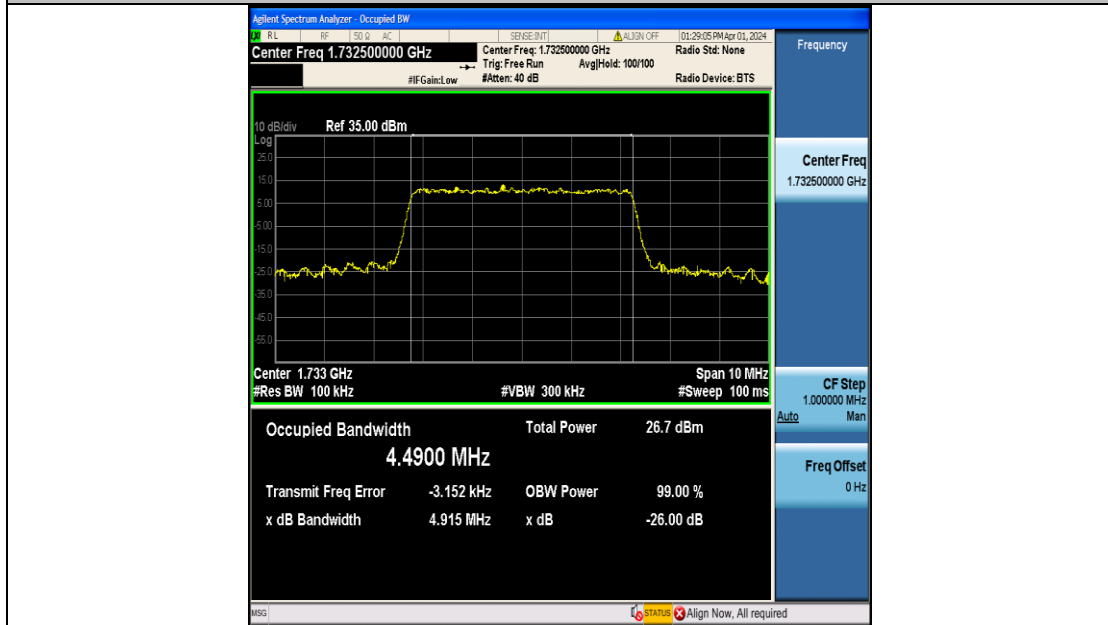 Agilent Spectrum Analyzer - Occupied BW
RL RF 50 Ω AC SENSE:INT ALIGN OFF 01:29:05 PM Apr 01, 2024
Center Freq 1.732500000 GHz
Center Freq: 1.732500000 GHz
Radio Std: None
Trig: Free Run Avg|Hold: 100/100
#IFGain:Low #Atten: 40 dB Radio Device: BTS
10 dB/div Ref 35.00 dBm
Log
25.0
15.0
5.00
-5.00
-15.0
-25.0
-35.0
-45.0
-55.0
Center 1.733 GHz Span 10 MHz
#Res BW 100 kHz #VBW 300 kHz #Sweep 100 ms
Occupied Bandwidth Total Power 26.7 dBm
4.4900 MHz
Transmit Freq Error -3.152 kHz OBW Power 99.00 %
x dB Bandwidth 4.915 MHz x dB -26.00 dB
Frequency
Center Freq
1.732500000 GHz
CF Step
1.000000 MHz
Auto Man
Freq Offset
0 Hz
MSG STATUS Align Now, All required